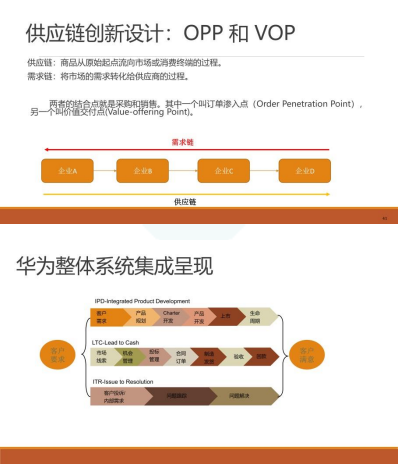 供应链创新设计：OPP 和 VOP
供应链：商品从原始起点流向市场或消费终端的过程。
需求链：将市场的需求转化给供应商的过程。
两者的结合点就是采购和销售。其中一个叫订单渗入点（Order Penetration Point），
另一个叫价值交付点(Value-offering Point)。
需求链
企业A 企业B 企业C 企业D
供应链
华为整体系统集成呈现
IPD-Integrated Product Development
客户需求 产品规划 Charter开发 产品开发 上市 生命周期
LTC-Lead to Cash
市场线索 机会管理 投标管理 合同订单 验收 回款
客户要求
ITR-Issue to Resolution
客户投诉/内部需求 问题跟踪 问题解决